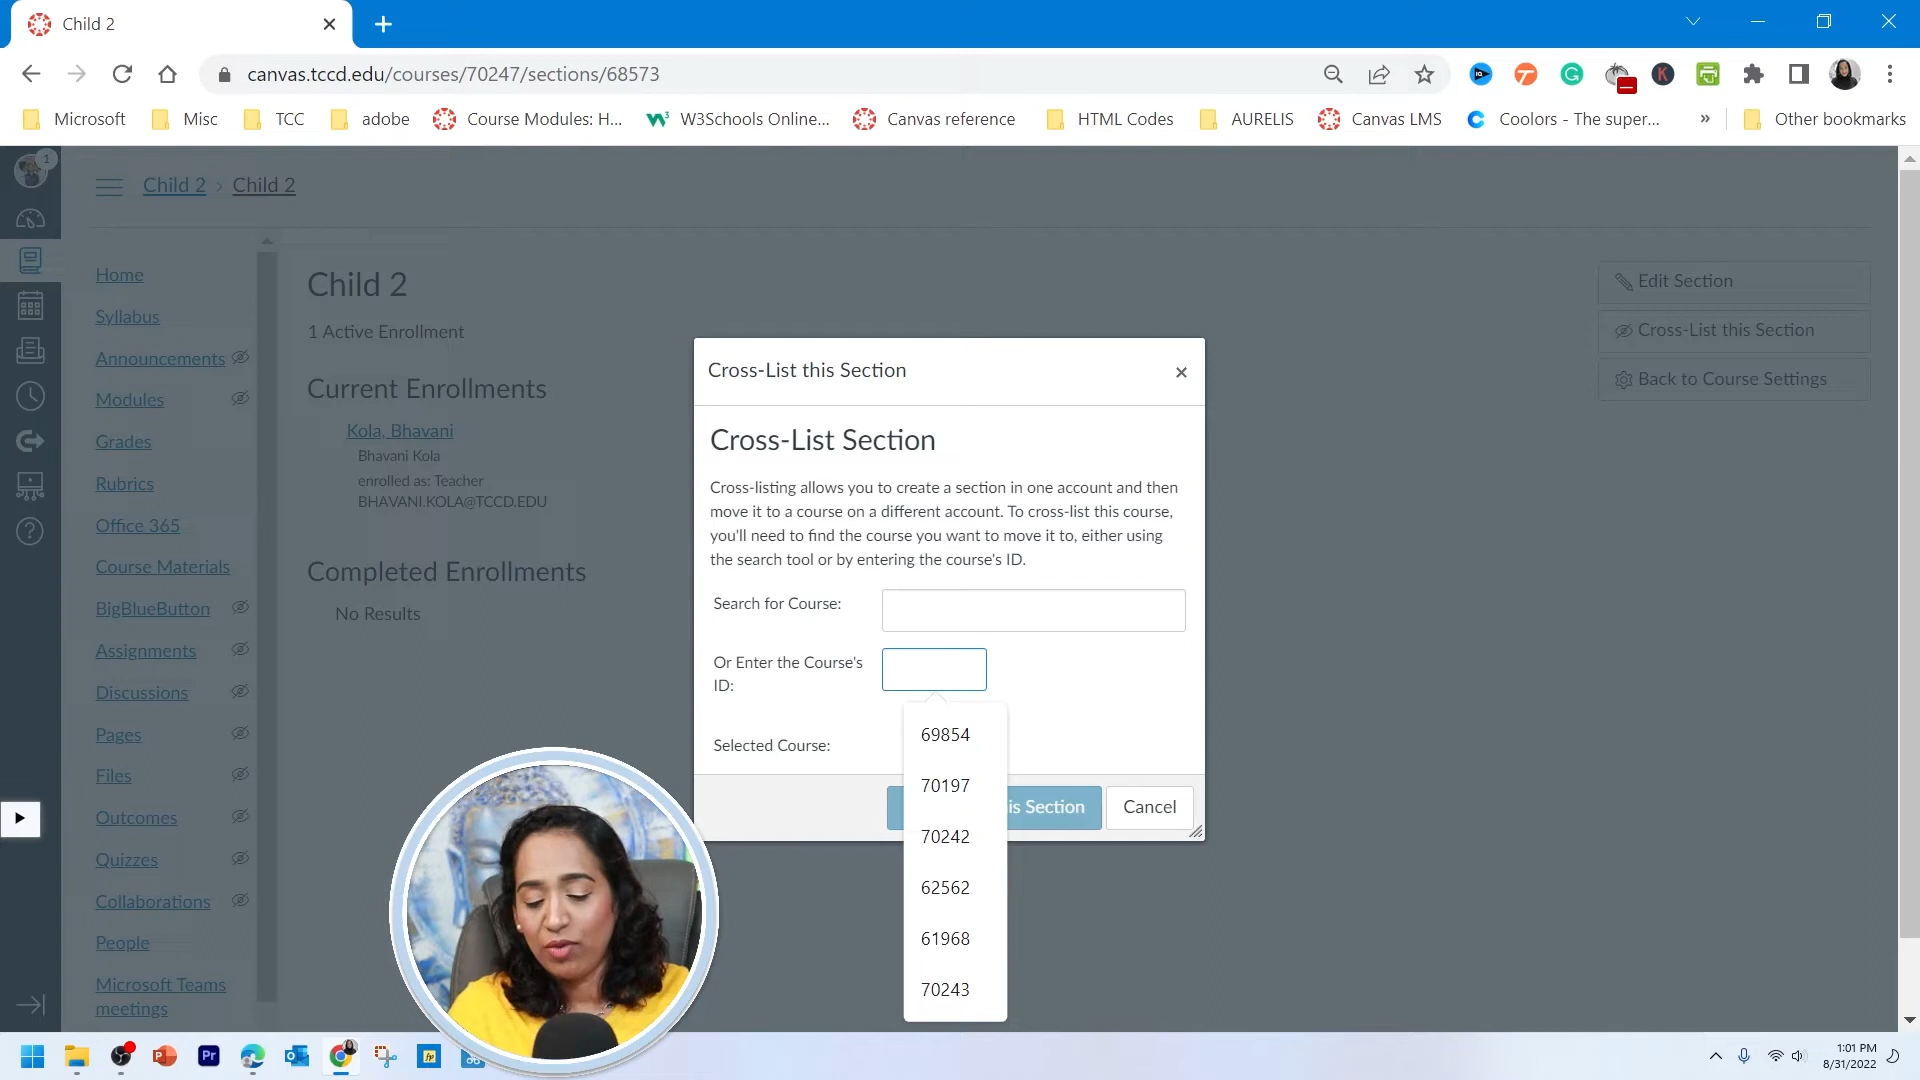 Child 2
canvas.tccd.edu/courses/70247/sections/68573
Microsoft
Misc
TCC
adobe
Course Modules: H...
W3Schools Online...
Canvas reference
HTML Codes
AURELIS
Canvas LMS
Coolors - The super...
»
Other bookmarks
1
Child 2 › Child 2
Home
Syllabus
Announcements
Modules
Grades
Rubrics
Office 365
Course Materials
BigBlueButton
Assignments
Discussions
Pages
Files
Outcomes
Quizzes
Collaborations
People
Microsoft Teams
meetings
Child 2
1 Active Enrollment
Current Enrollments
Kola, Bhavani
Bhavani Kola
enrolled as: Teacher
BHAVANI.KOLA@TCCD.EDU
Completed Enrollments
No Results
Edit Section
Cross-List this Section
Back to Course Settings
Cross-List this Section
Cross-List Section
Cross-listing allows you to create a section in one account and then
move it to a course on a different account. To cross-list this course,
you'll need to find the course you want to move it to, either using
the search tool or by entering the course's ID.
Search for Course:
Or Enter the Course's
ID:
Selected Course:
is Section
Cancel
69854
70197
70242
62562
61968
70243
1:01 PM
8/31/2022